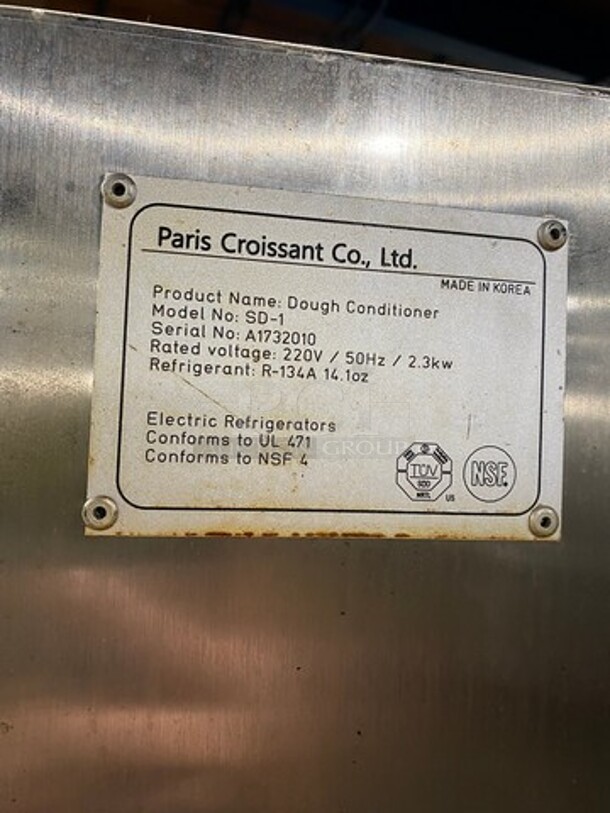 Paris Croissant Co., Ltd.
MADE IN KOREA
Product Name: Dough Conditioner
Model No: SD-1
Serial No: A1732010
Rated voltage: 220V / 50Hz / 2.3kw
Refrigerant: R-134A 14.1oz
Electric Refrigerators
Conforms to UL 471
Conforms to NSF 4
GROUP
TÜV
NRTL
US
NSF